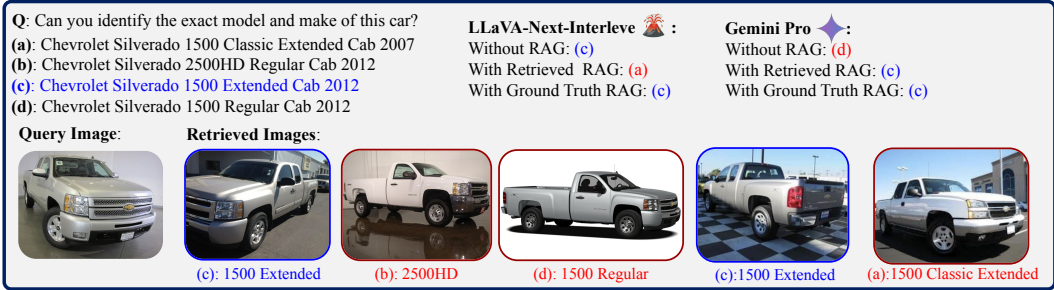 Q: Can you identify the exact model and make of this car?
(a): Chevrolet Silverado 1500 Classic Extended Cab 2007
(b): Chevrolet Silverado 2500HD Regular Cab 2012
(c): Chevrolet Silverado 1500 Extended Cab 2012
(d): Chevrolet Silverado 1500 Regular Cab 2012
LLaVA-Next-Interleve :
Without RAG: (c)
With Retrieved RAG: (a)
With Ground Truth RAG: (c)
Gemini Pro :
Without RAG: (d)
With Retrieved RAG: (c)
With Ground Truth RAG: (c)
Query Image:
Retrieved Images:
(c): 1500 Extended
(b): 2500HD
(d): 1500 Regular
(c):1500 Extended
(a):1500 Classic Extended